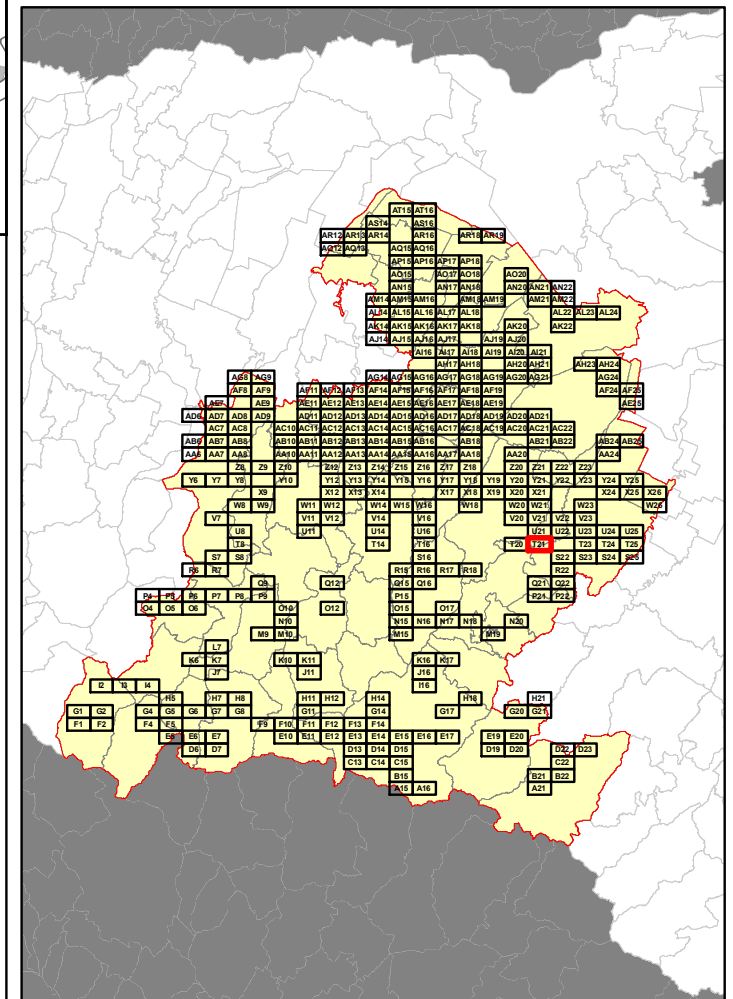 AT15 AT16
AS14 AS16
AR12 AR13 AR14 AR16 AR18 AR19
AQ12 AQ13 AQ15 AQ16
AP15 AP16 AP17 AP18
AO15 AO17 AO18 AO20
AN15 AN17 AN18 AN20 AN21 AN22
AM14 AM15 AM16 AM18 AM19 AM21 AM22
AL14 AL15 AL16 AL17 AL18 AL22 AL23 AL24
AK14 AK15 AK16 AK17 AK18 AK20 AK22
AJ14 AJ15 AJ16 AJ17 AJ19 AJ20
AI16 AI17 AI18 AI19 AI20 AI21
AH17 AH18 AH20 AH21 AH23 AH24
AG8 AG9 AG14 AG15 AG16 AG17 AG18 AG19 AG20 AG21 AG24
AF8 AF9 AF11 AF12 AF13 AF14 AF15 AF16 AF17 AF18 AF19 AF24 AF25
AE7 AE9 AE11 AE12 AE13 AE14 AE15 AE16 AE17 AE18 AE19 AE25
AD6 AD7 AD8 AD9 AD11 AD12 AD13 AD14 AD15 AD16 AD17 AD18 AD19 AD20 AD21
AC7 AC8 AC10 AC11 AC12 AC13 AC14 AC15 AC16 AC17 AC18 AC19 AC20 AC21 AC22
AB6 AB7 AB8 AB10 AB11 AB12 AB13 AB14 AB15 AB16 AB18 AB21 AB22 AB24 AB25
AA6 AA7 AA8 AA10 AA11 AA12 AA13 AA14 AA15 AA16 AA17 AA18 AA20 AA24
Z8 Z9 Z10 Z12 Z13 Z14 Z15 Z16 Z17 Z18 Z20 Z21 Z22 Z23
Y6 Y7 Y8 Y10 Y12 Y13 Y14 Y15 Y16 Y17 Y18 Y19 Y20 Y21 Y22 Y23 Y24 Y25
X9 X12 X13 X14 X17 X18 X19 X20 X21 X24 X25 X26
W8 W9 W11 W12 W14 W15 W16 W18 W20 W21 W23 W26
V7 V11 V12 V14 V16 V20 V21 V22 V23
U8 U11 U14 U16 U21 U22 U23 U24 U25
T8 T14 T16 T20 T21 T23 T24 T25
S7 S8 S16 S22 S23 S24 S25
R6 R7 R15 R16 R17 R18 R22
Q9 Q12 Q15 Q16 Q21 Q22
P4 P5 P6 P7 P8 P9 P15 P21 P22
O4 O5 O6 O10 O12 O15 O17
N10 N15 N16 N17 N18 N20
M9 M10 M15 M19
L7
K6 K7 K10 K11 K16 K17
J7 J11 J16
I2 I3 I4 I16
H5 H7 H8 H11 H12 H14 H18 H21
G1 G2 G4 G5 G6 G7 G8 G11 G14 G17 G20 G21
F1 F2 F4 F5 F9 F10 F11 F12 F13 F14
E5 E6 E7 E10 E11 E12 E13 E14 E15 E16 E17 E19 E20
D6 D7 D13 D14 D15 D19 D20 D22 D23
C13 C14 C15 C22
B15 B21 B22
A15 A16 A21